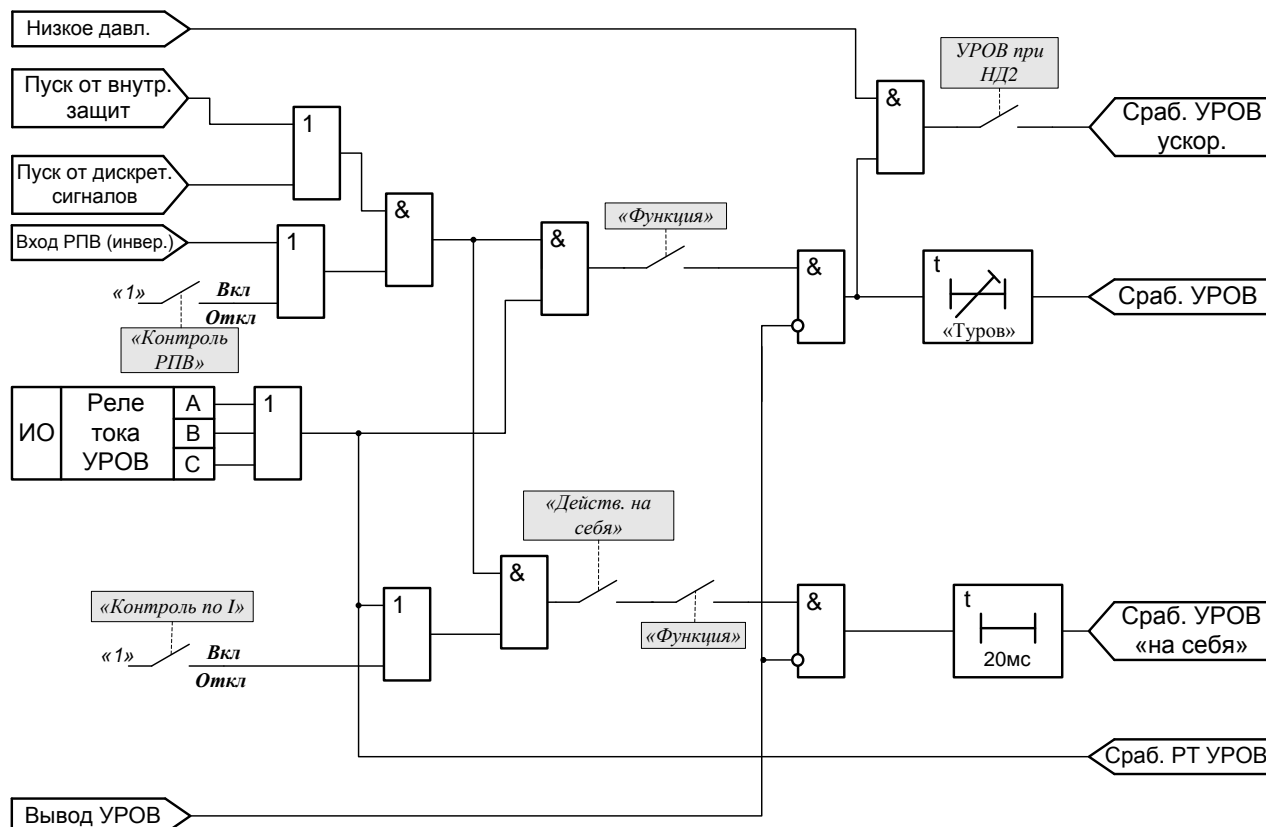 Низкое давл.
УРОВ при
НД2
Пуск от внутр.
защит
&
Сраб. УРОВ
ускор.
1
Пуск от дискрет.
сигналов
&
«Функция»
Вход РПВ (инвер.)
1
&
&
t
«Туров»
Сраб. УРОВ
«1»
Вкл
Откл
«Контроль
РПВ»
ИО
Реле
тока
УРОВ
A
B
C
1
«Действ. на
себя»
&
«Контроль по I»
1
«Функция»
&
t
20мс
Сраб. УРОВ
«на себя»
«1»
Вкл
Откл
Сраб. РТ УРОВ
Вывод УРОВ